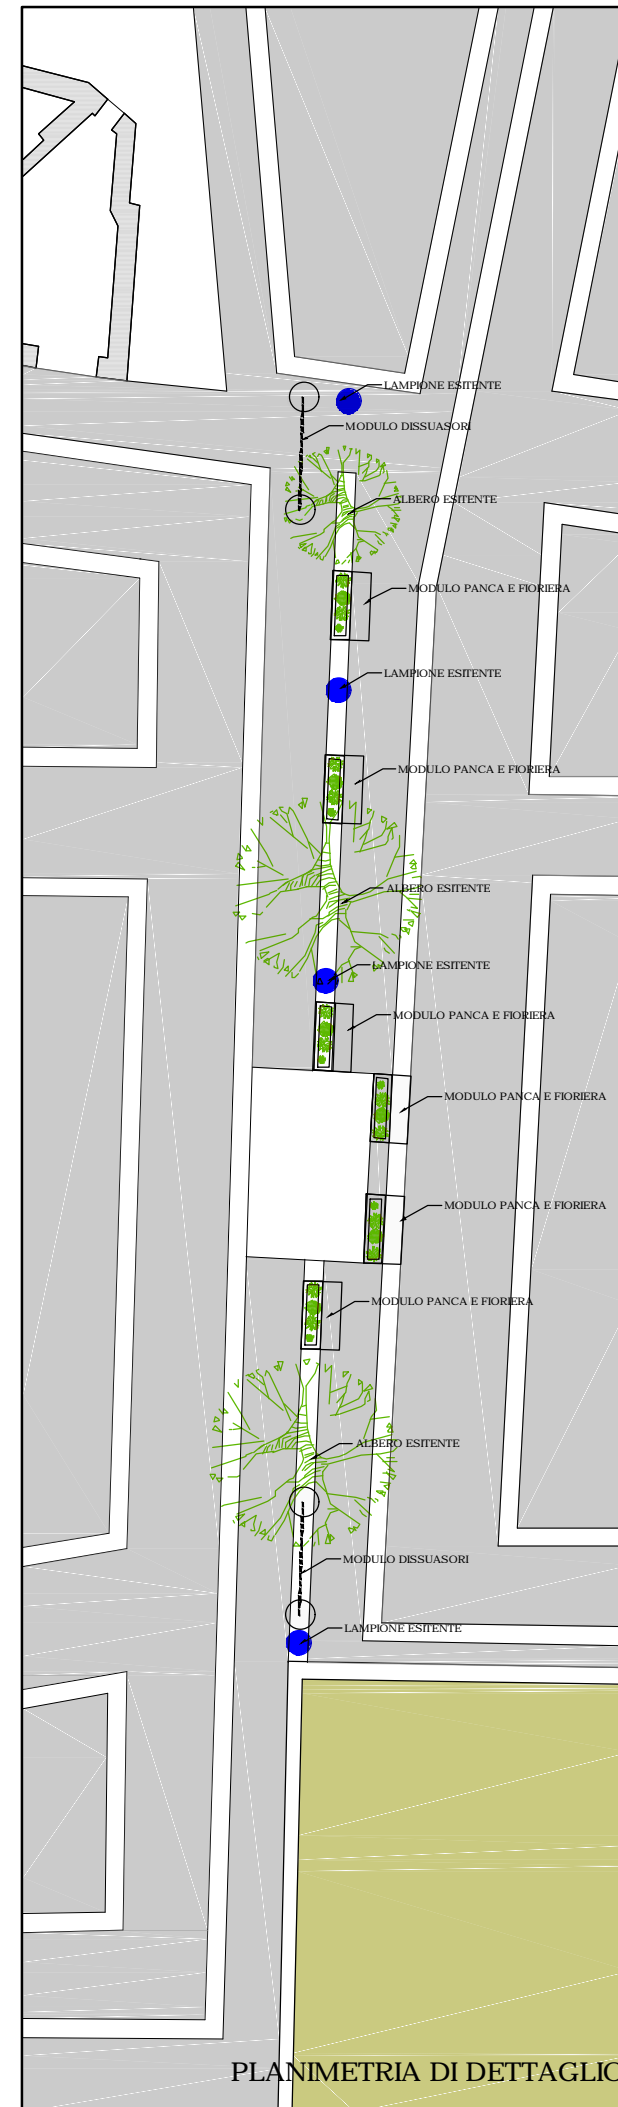 LAMPIONE ESITENTE
MODULO DISSUASORI
ALBERO ESITENTE
MODULO PANCA E FIORIERA
LAMPIONE ESITENTE
MODULO PANCA E FIORIERA
ALBERO ESITENTE
LAMPIONE ESITENTE
MODULO PANCA E FIORIERA
MODULO PANCA E FIORIERA
MODULO PANCA E FIORIERA
MODULO PANCA E FIORIERA
ALBERO ESITENTE
MODULO DISSUASORI
LAMPIONE ESITENTE
PLANIMETRIA DI DETTAGLIO